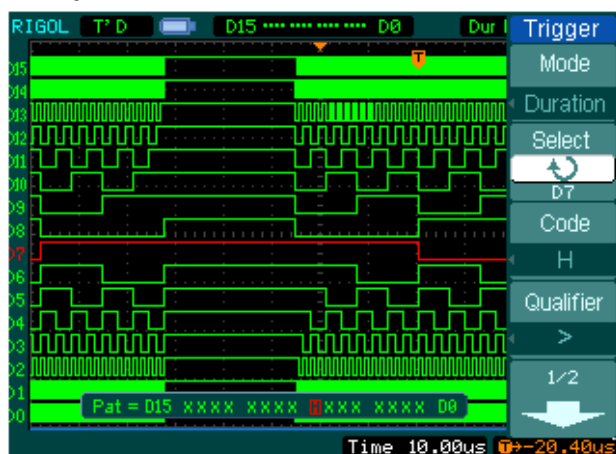 RIGOL T'D D15 ···· ···· ···· ···· D0 Dur
Trigger
Mode
Duration
Select
D7
Code
H
Qualifier
>
1/2
D15
D14
D13
D12
D11
D10
D9
D8
D7
D6
D5
D4
D3
D2
D1
D0
T
Pat = D15 XXXX XXXX HXXX XXXX D0
Time 10.00us T→-20.40us